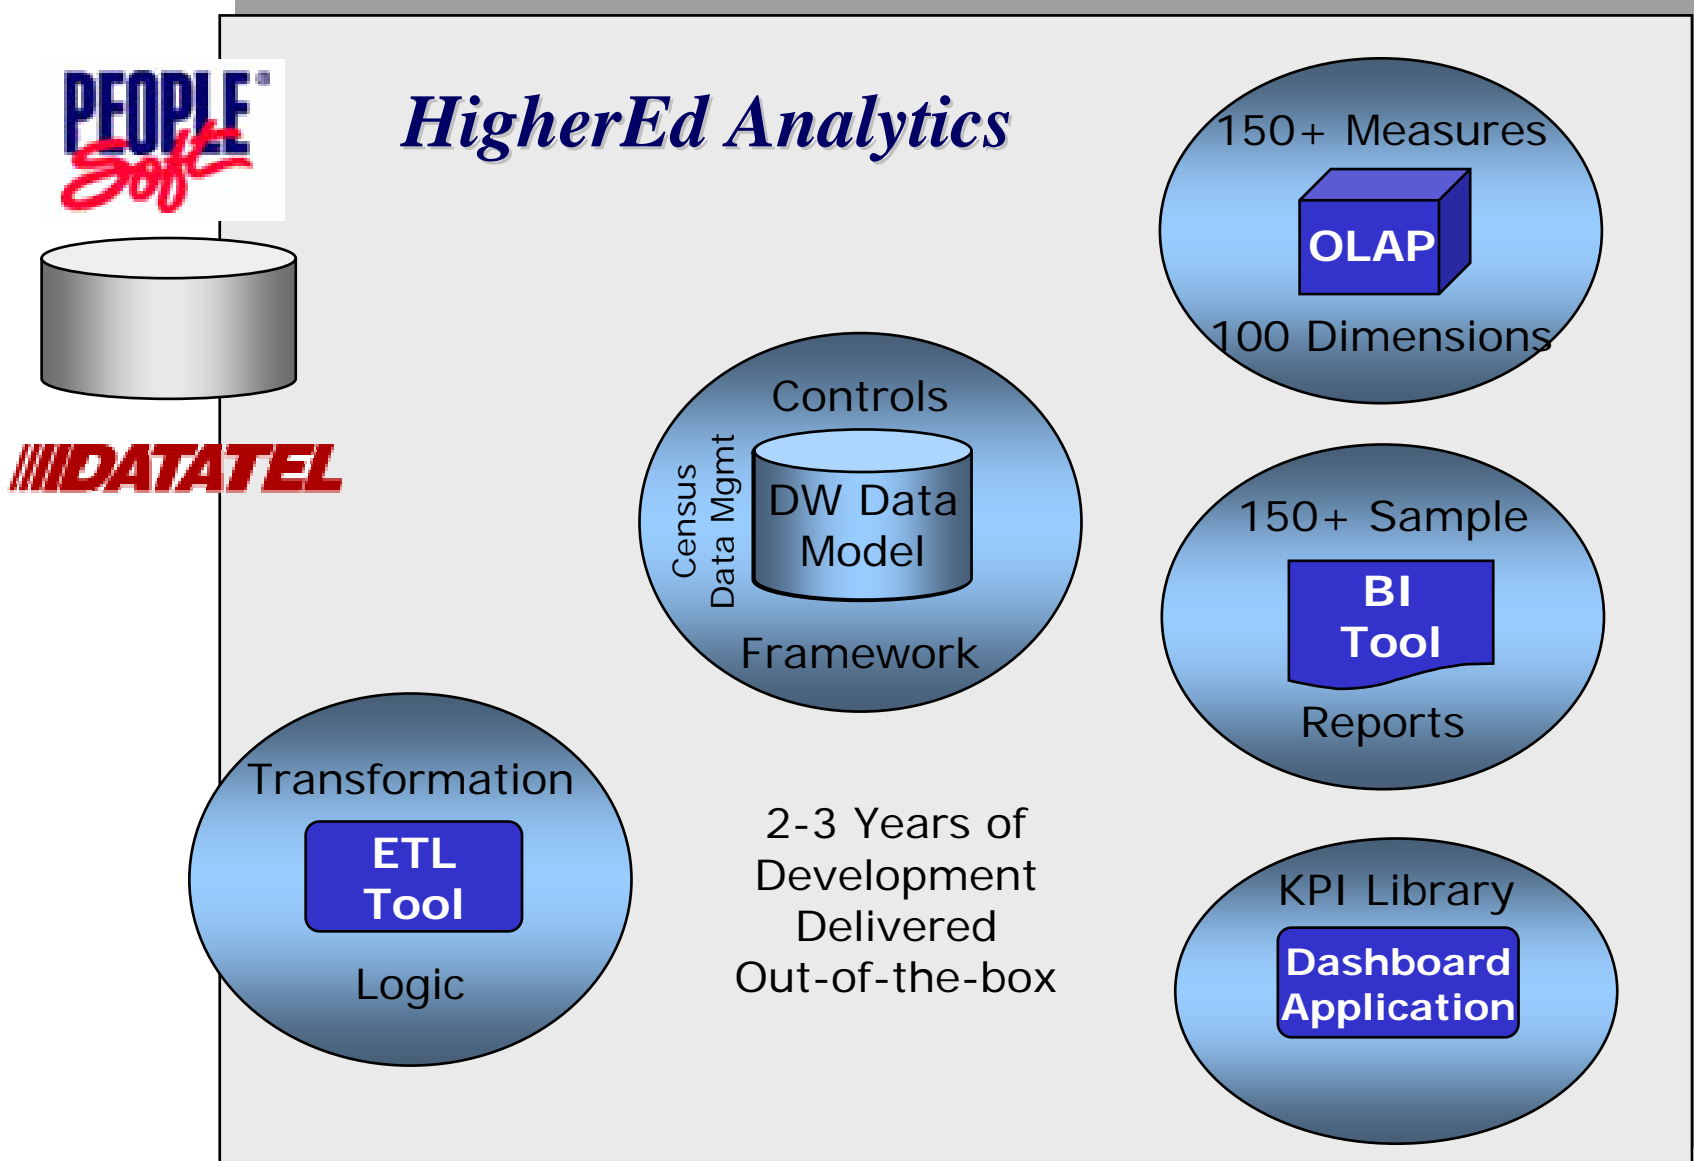 PEOPLE®
Soft
HigherEd Analytics
150+ Measures
OLAP
100 Dimensions
DATATEL
Controls
Census
Data Mgmt
DW Data
Model
Framework
150+ Sample
BI
Tool
Reports
Transformation
ETL
Tool
Logic
2-3 Years of
Development
Delivered
Out-of-the-box
KPI Library
Dashboard
Application